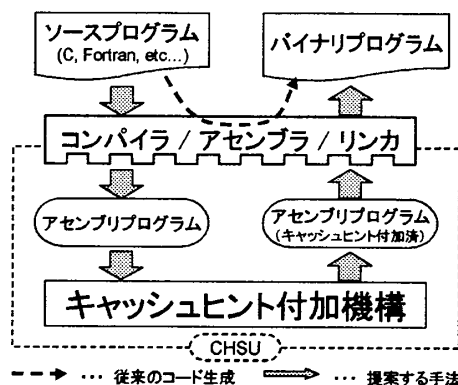 ソースプログラム
(C, Fortran, etc...)
バイナリプログラム
コンパイラ / アセンブラ / リンカ
アセンブリプログラム
アセンブリプログラム
(キャッシュヒント付加済)
キャッシュヒント付加機構
CHSU
… 従来のコード生成
… 提案する手法